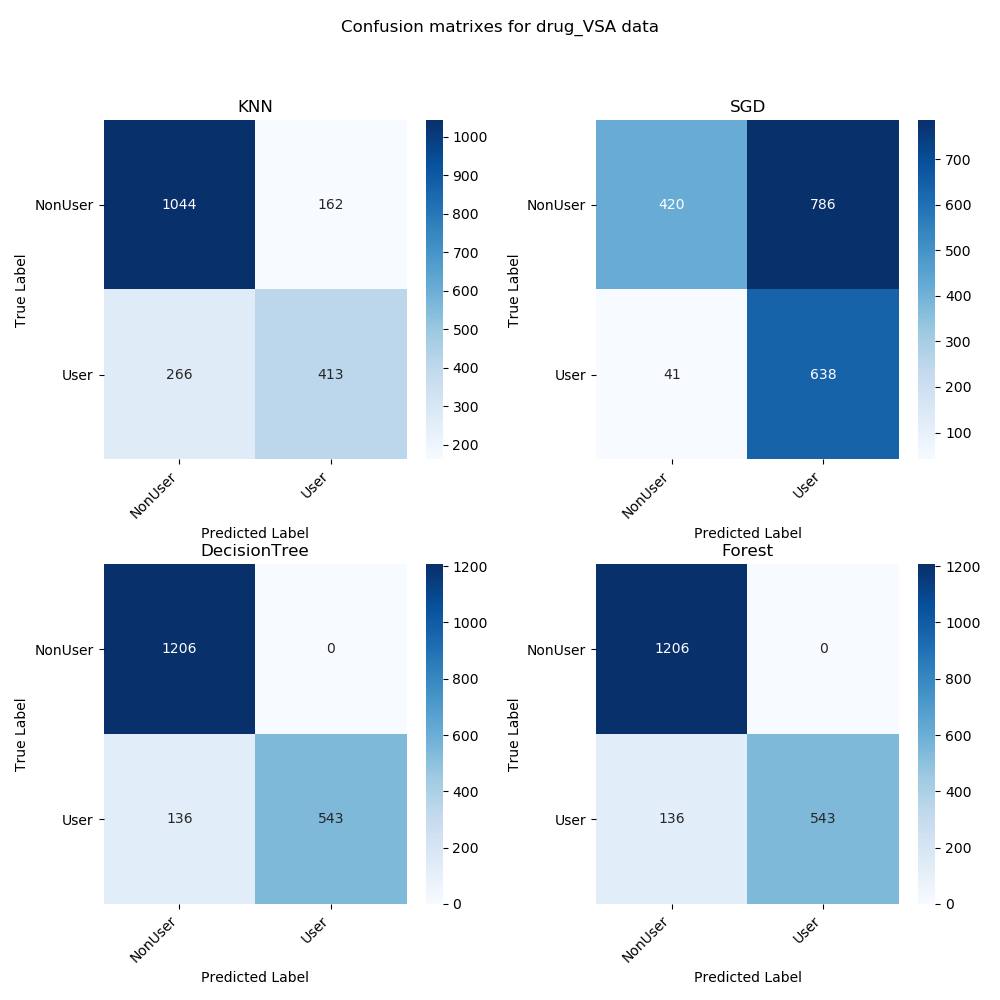 Confusion matrixes for drug_VSA data
KNN
NonUser 1044 162
User 266 413
True Label
NonUser User
Predicted Label
1000
900
800
700
600
500
400
300
200
SGD
NonUser 420 786
User 41 638
True Label
NonUser User
Predicted Label
700
600
500
400
300
200
100
DecisionTree
NonUser 1206 0
User 136 543
True Label
NonUser User
Predicted Label
1200
1000
800
600
400
200
0
Forest
NonUser 1206 0
User 136 543
True Label
NonUser User
Predicted Label
1200
1000
800
600
400
200
0